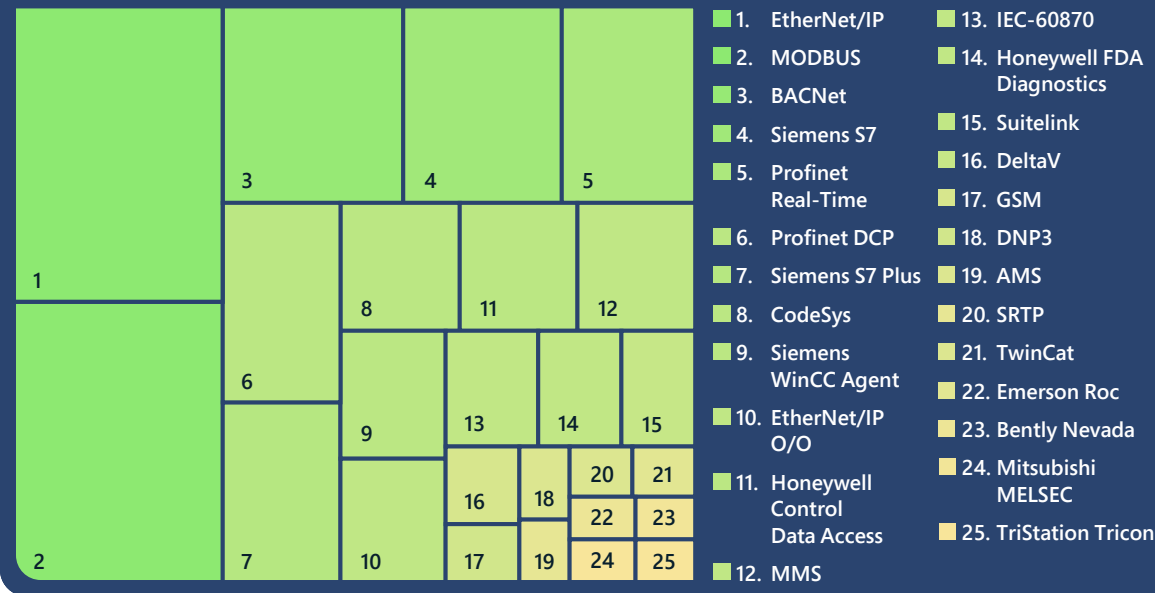 1
2
3
4
5
6
7
8
9
10
11
12
13
14
15
16
17
18
19
20
21
22
23
24
25
1. EtherNet/IP
2. MODBUS
3. BACNet
4. Siemens S7
5. Profinet
Real-Time
6. Profinet DCP
7. Siemens S7 Plus
8. CodeSys
9. Siemens
WinCC Agent
10. EtherNet/IP
O/O
11. Honeywell
Control
Data Access
12. MMS
13. IEC-60870
14. Honeywell FDA
Diagnostics
15. Suitelink
16. DeltaV
17. GSM
18. DNP3
19. AMS
20. SRTP
21. TwinCat
22. Emerson Roc
23. Bently Nevada
24. Mitsubishi
MELSEC
25. TriStation Tricon